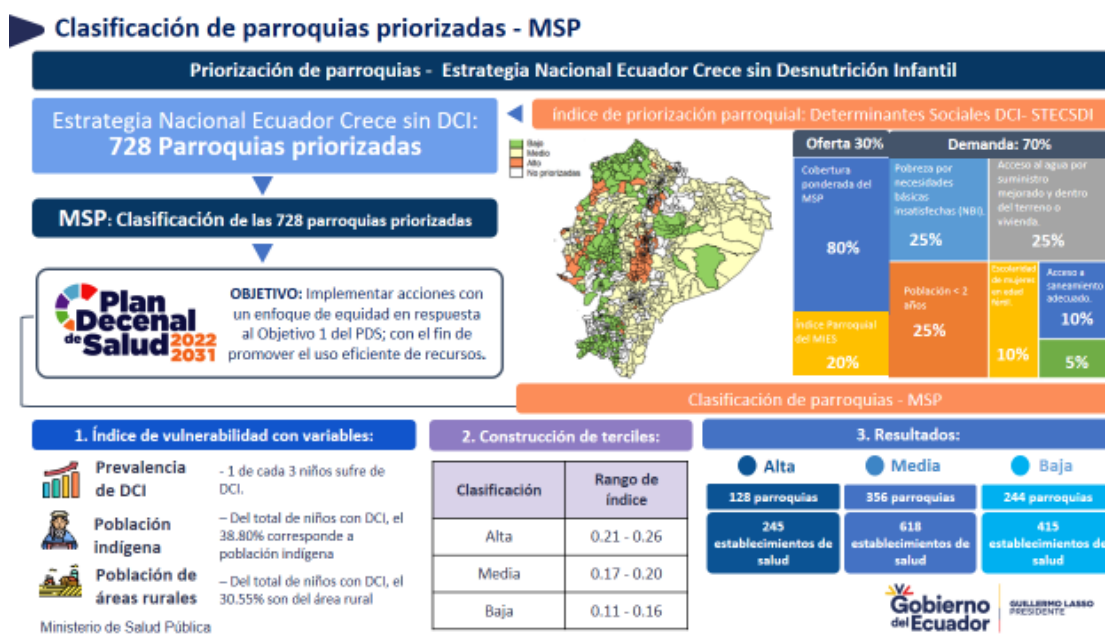 Clasificación de parroquias priorizadas - MSP
Priorización de parroquias - Estrategia Nacional Ecuador Crece sin Desnutrición Infantil
Estrategia Nacional Ecuador Crece sin DCI:
728 Parroquias priorizadas
MSP: Clasificación de las 728 parroquias priorizadas
Plan
Decenal
de Salud 2022
2031
OBJETIVO: Implementar acciones con
un enfoque de equidad en respuesta
al Objetivo 1 del PDS; con el fin de
promover el uso eficiente de recursos.
índice de priorización parroquial: Determinantes Sociales DCI- STECSDI
Baja
Medio
Alto
No priorizadas
Oferta 30%
Demanda: 70%
Cobertura
ponderada del
MSP
80%
Índice Parroquial
del MIES
20%
Pobreza por
necesidades
básicas
insatisfechas (NBI).
25%
Acceso al agua por
suministro
mejorado y dentro
del terreno o
vivienda.
25%
Población < 2
años
25%
Escolaridad
de mujeres
en edad
fértil.
10%
Acceso a
saneamiento
adecuado.
10%
5%
Clasificación de parroquias - MSP
1. Índice de vulnerabilidad con variables:
Prevalencia
de DCI
- 1 de cada 3 niños sufre de
DCI.
Población
indígena
– Del total de niños con DCI, el
38.80% corresponde a
población indígena
Población de
áreas rurales
– Del total de niños con DCI, el
30.55% son del área rural
Ministerio de Salud Pública
2. Construcción de terciles:
Clasificación
Rango de
índice
Alta
0.21 - 0.26
Media
0.17 - 0.20
Baja
0.11 - 0.16
3. Resultados:
Alta
Media
Baja
128 parroquias
356 parroquias
244 parroquias
245
establecimientos de
salud
618
establecimientos de
salud
415
establecimientos de
salud
Gobierno
del Ecuador
GUILLERMO LASSO
PRESIDENTE